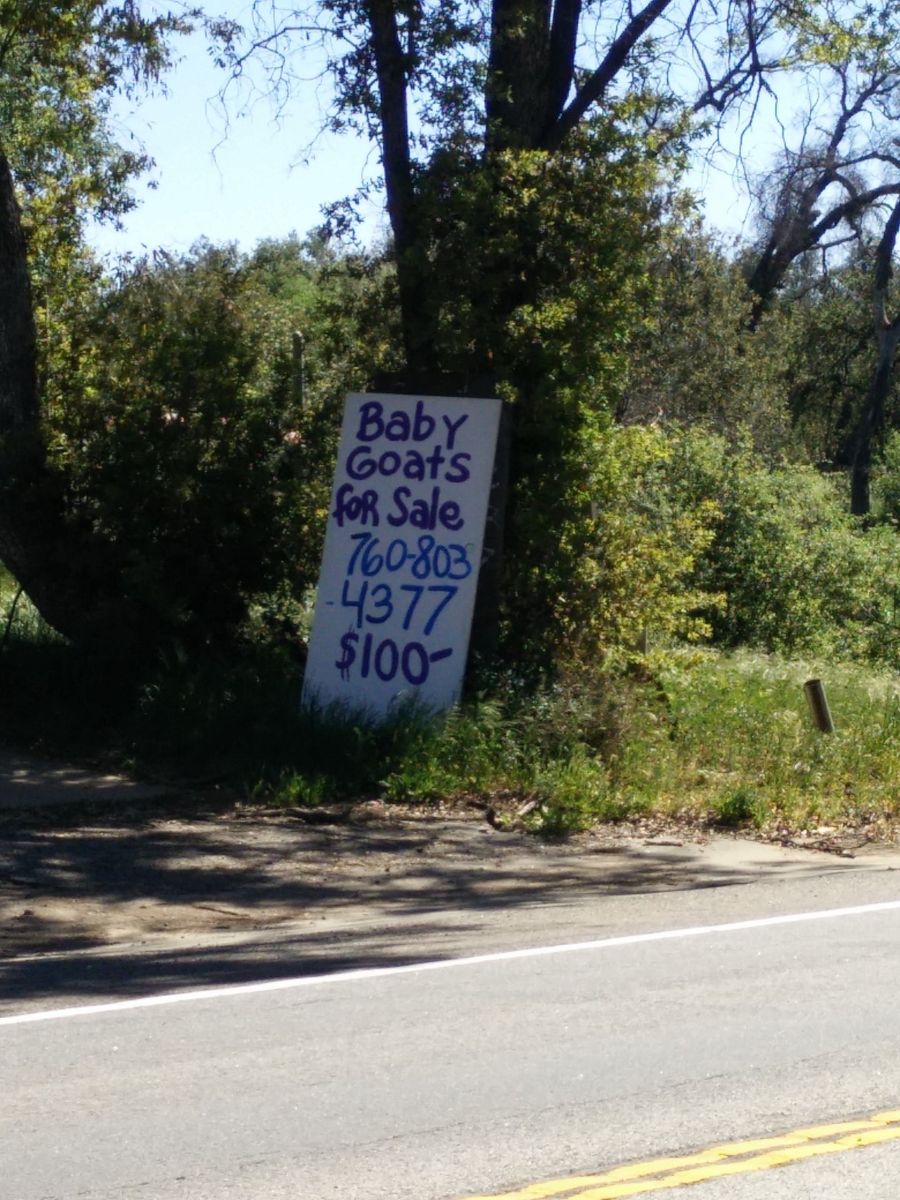 Baby
Goats
foR Sale
760-803
-4377
$100-